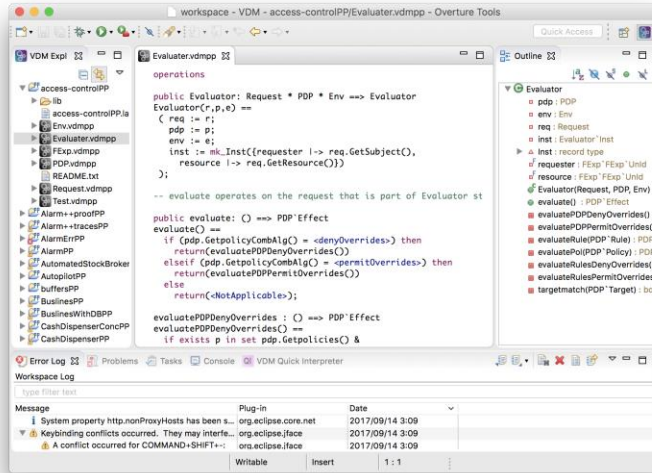 workspace - VDM - access-controlPP/Evaluater.vdmpp - Overture Tools
Quick Access
VDM Expl
access-controlPP
lib
access-controlPP.la
Env.vdmpp
Evaluater.vdmpp
FExp.vdmpp
PDP.vdmpp
README.txt
Request.vdmpp
Test.vdmpp
Alarm++proofPP
Alarm++tracesPP
AlarmErrPP
AlarmPP
AutomatedStockBroker
AutopilotPP
buffersPP
BuslinesPP
BuslinesWithDBPP
CashDispenserConcPP
CashDispenserPP
Evaluater.vdmpp
operations
public Evaluator: Request * PDP * Env ==> Evaluator
Evaluator(r,p,e) ==
( req := r;
pdp := p;
env := e;
inst := mk_Inst({requester |-> req.GetSubject(),
resource |-> req.GetResource()})
);
-- evaluate operates on the request that is part of Evaluator st
public evaluate: () ==> PDP`Effect
evaluate() ==
if (pdp.GetpolicyCombAlg() = <denyOverrides>) then
return(evaluatePDPDenyOverrides())
elseif (pdp.GetpolicyCombAlg() = <permitOverrides>) then
return(evaluatePDPPermitOverrides())
else
return(<NotApplicable>);
evaluatePDPDenyOverrides : () ==> PDP`Effect
evaluatePDPDenyOverrides() ==
if exists p in set pdp.Getpolicies() &
Outline
Evaluator
pdp : PDP
env : Env
req : Request
inst : Evaluator`Inst
Inst : record type
requester : FExp`FExp`UnId
resource : FExp`FExp`UnId
Evaluator(Request, PDP, Env)
evaluate() : PDP`Effect
evaluatePDPDenyOverrides()
evaluatePDPPermitOverrides(
evaluateRule(PDP`Rule) : PDP
evaluatePol(PDP`Policy) : PD
evaluateRulesDenyOverrides(
evaluateRulesPermitOverrides
targetmatch(PDP`Target) : bo
Error Log Problems Tasks Console VDM Quick Interpreter
Workspace Log
type filter text
Message Plug-in Date
System property http.nonProxyHosts has been s... org.eclipse.core.net 2017/09/14 3:09
Keybinding conflicts occurred. They may interfe... org.eclipse.jface 2017/09/14 3:09
A conflict occurred for COMMAND+SHIFT+-: org.eclipse.jface 2017/09/14 3:09
Writable Insert 1 : 1